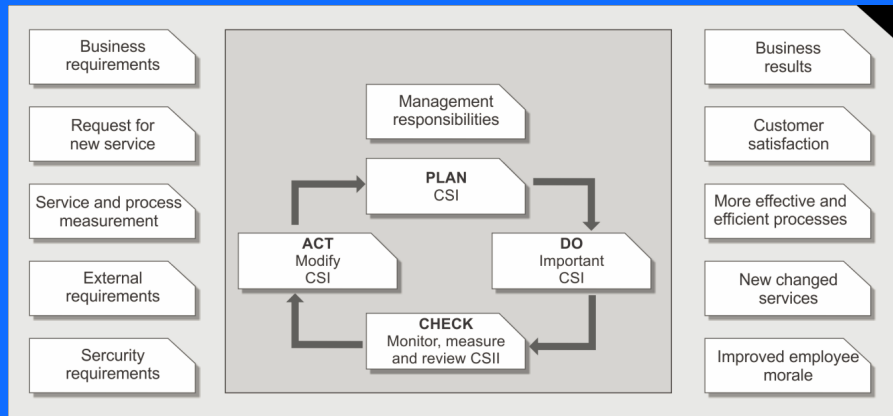 Business
requirements
Request for
new service
Service and process
measurement
External
requirements
Sercurity
requirements
Management
responsibilities
PLAN
CSI
DO
Important
CSI
CHECK
Monitor, measure
and review CSII
ACT
Modify
CSI
Business
results
Customer
satisfaction
More effective and
efficient processes
New changed
services
Improved employee
morale